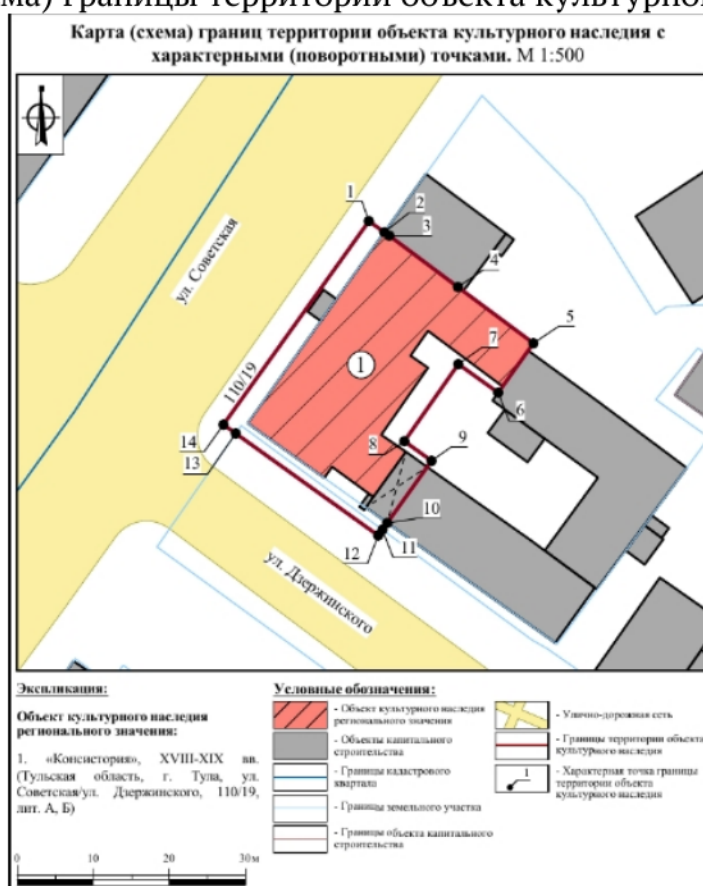 ма) границы территории объекта культурно
Карта (схема) границ территории объекта культурного наследия с
характерными (поворотными) точками. М 1:500
1
2
3
4
5
ул. Советская
7
1
110/19
6
8
9
14
13
10
11
12
ул. Дзержинского
Экспликация:
Объект культурного наследия
регионального значения:
1. «Консистория», XVIII-XIX вв.
(Тульская область, г. Тула, ул.
Советская/ул. Дзержинского, 110/19,
лит. А, Б)
0 10 20 30м
Условные обозначения:
- Объект культурного наследия
регионального значения
- Объекты капитального
строительства
- Границы кадастрового
квартала
- Границы земельного участка
- Границы объекта капитального
строительства
- Улично-дорожная сеть
- Границы территории объекта
культурного наследия
1
- Характерная точка границы
территории объекта
культурного наследия